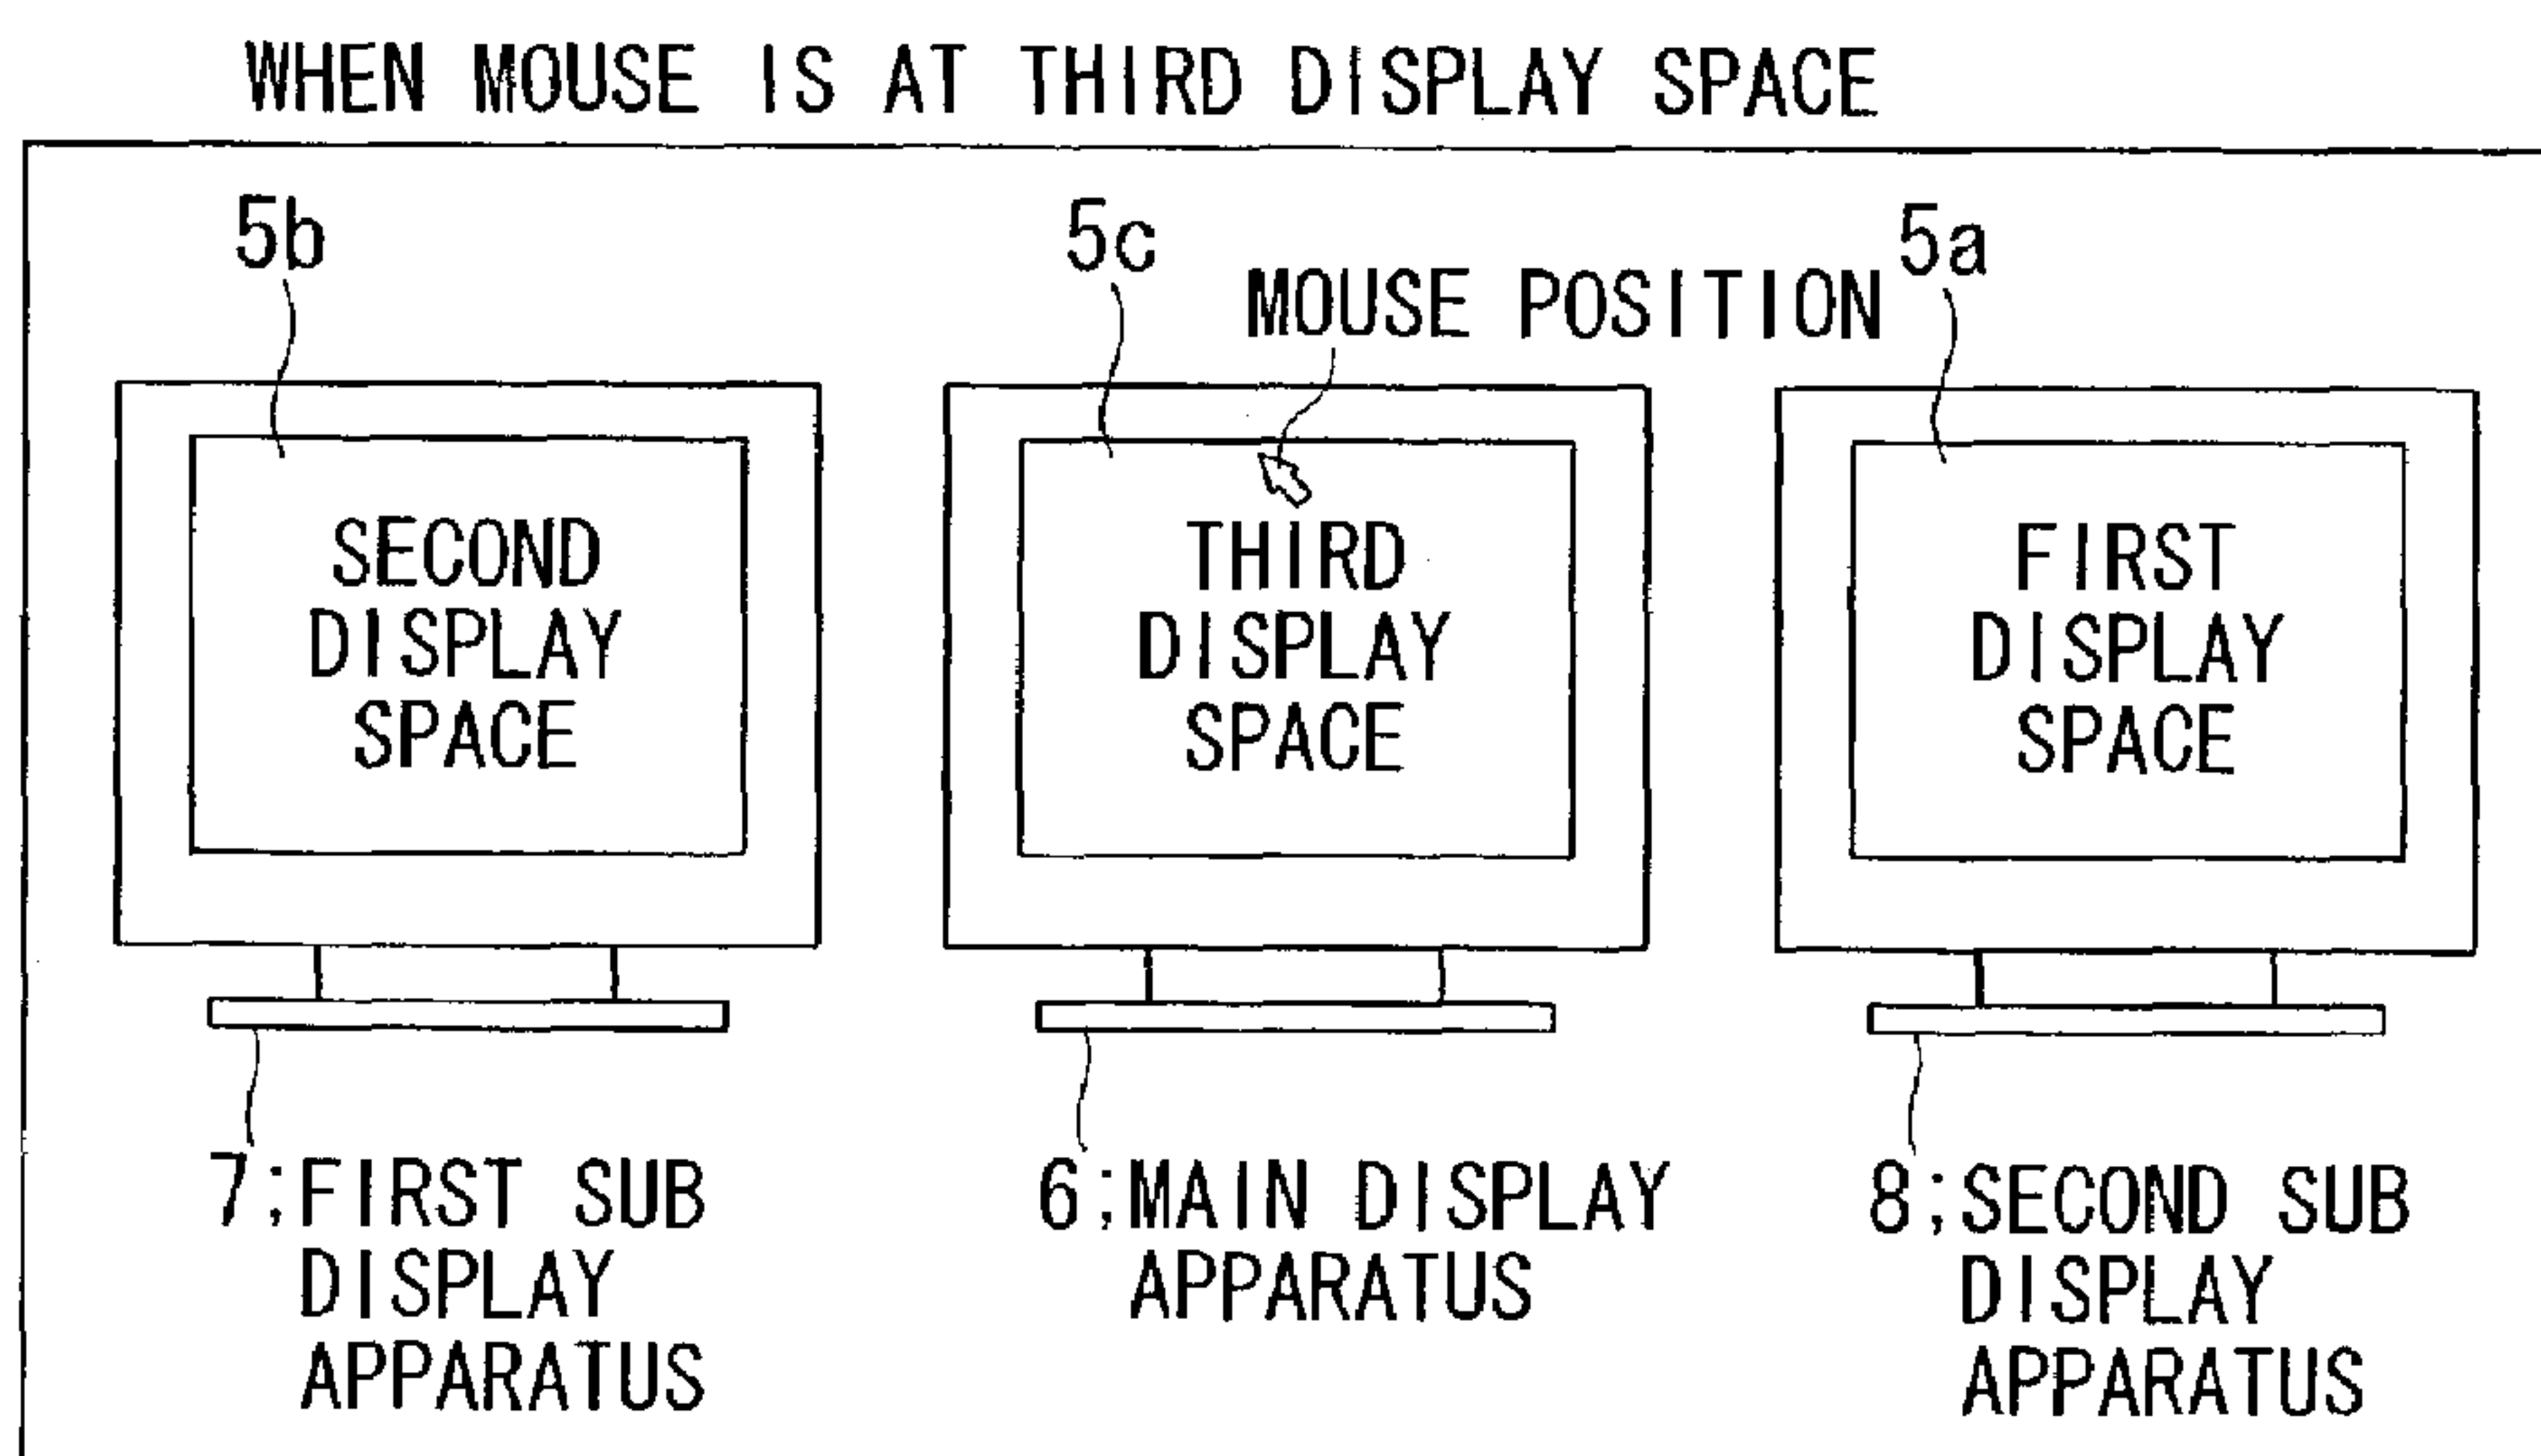 WHEN MOUSE IS AT THIRD DISPLAY SPACE
5b
5c
5a
MOUSE POSITION
SECOND
DISPLAY
SPACE
THIRD
DISPLAY
SPACE
FIRST
DISPLAY
SPACE
7;FIRST SUB
DISPLAY
APPARATUS
6;MAIN DISPLAY
APPARATUS
8;SECOND SUB
DISPLAY
APPARATUS